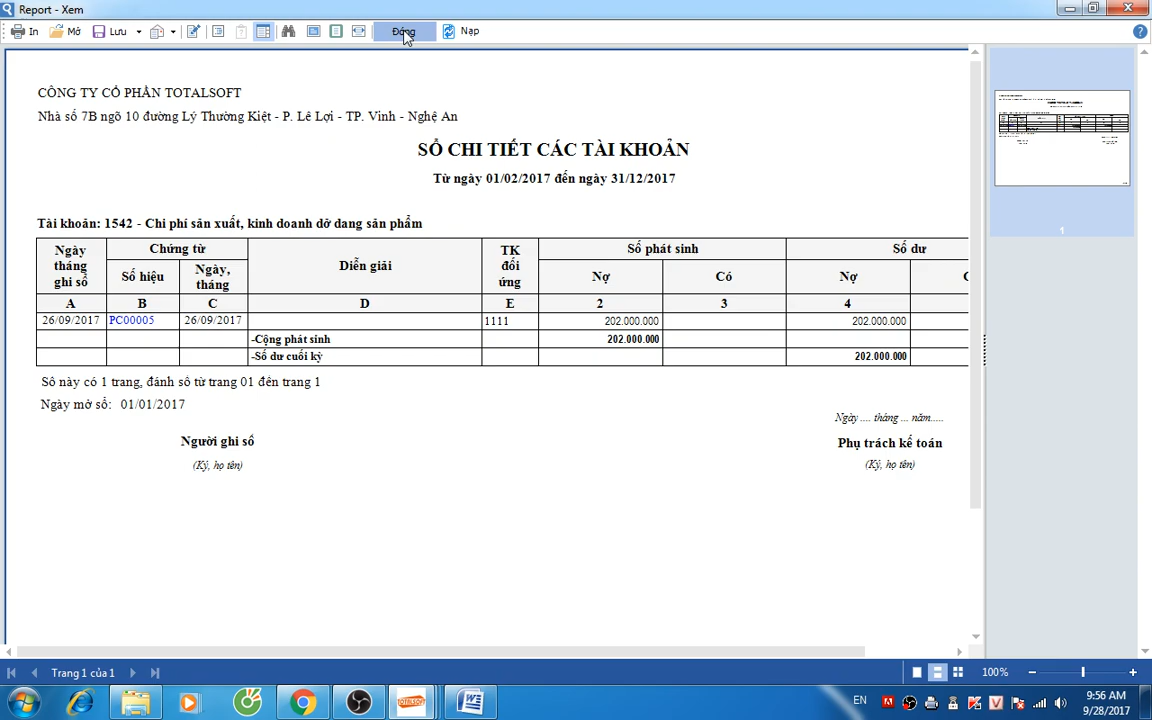 Report - Xem
In Mở Lưu Đóng Nạp
CÔNG TY CỔ PHẦN TOTALSOFT
Nhà số 7B ngõ 10 đường Lý Thường Kiệt - P. Lê Lợi - TP. Vinh - Nghệ An
SỔ CHI TIẾT CÁC TÀI KHOẢN
Từ ngày 01/02/2017 đến ngày 31/12/2017
Tài khoản: 1542 - Chi phí sản xuất, kinh doanh dở dang sản phẩm
Ngày tháng ghi sổ Chứng từ Diễn giải TK đối ứng Số phát sinh Số dư
Số hiệu Ngày, tháng Nợ Có Nợ
A B C D E 2 3 4
26/09/2017 PC00005 26/09/2017 1111 202.000.000 202.000.000
-Cộng phát sinh 202.000.000
-Số dư cuối kỳ 202.000.000
Sổ này có 1 trang, đánh số từ trang 01 đến trang 1
Ngày mở sổ: 01/01/2017
Ngày .... tháng ... năm.....
Người ghi sổ Phụ trách kế toán
(Ký, họ tên) (Ký, họ tên)
1
Trang 1 của 1 100%
EN 9:56 AM
9/28/2017